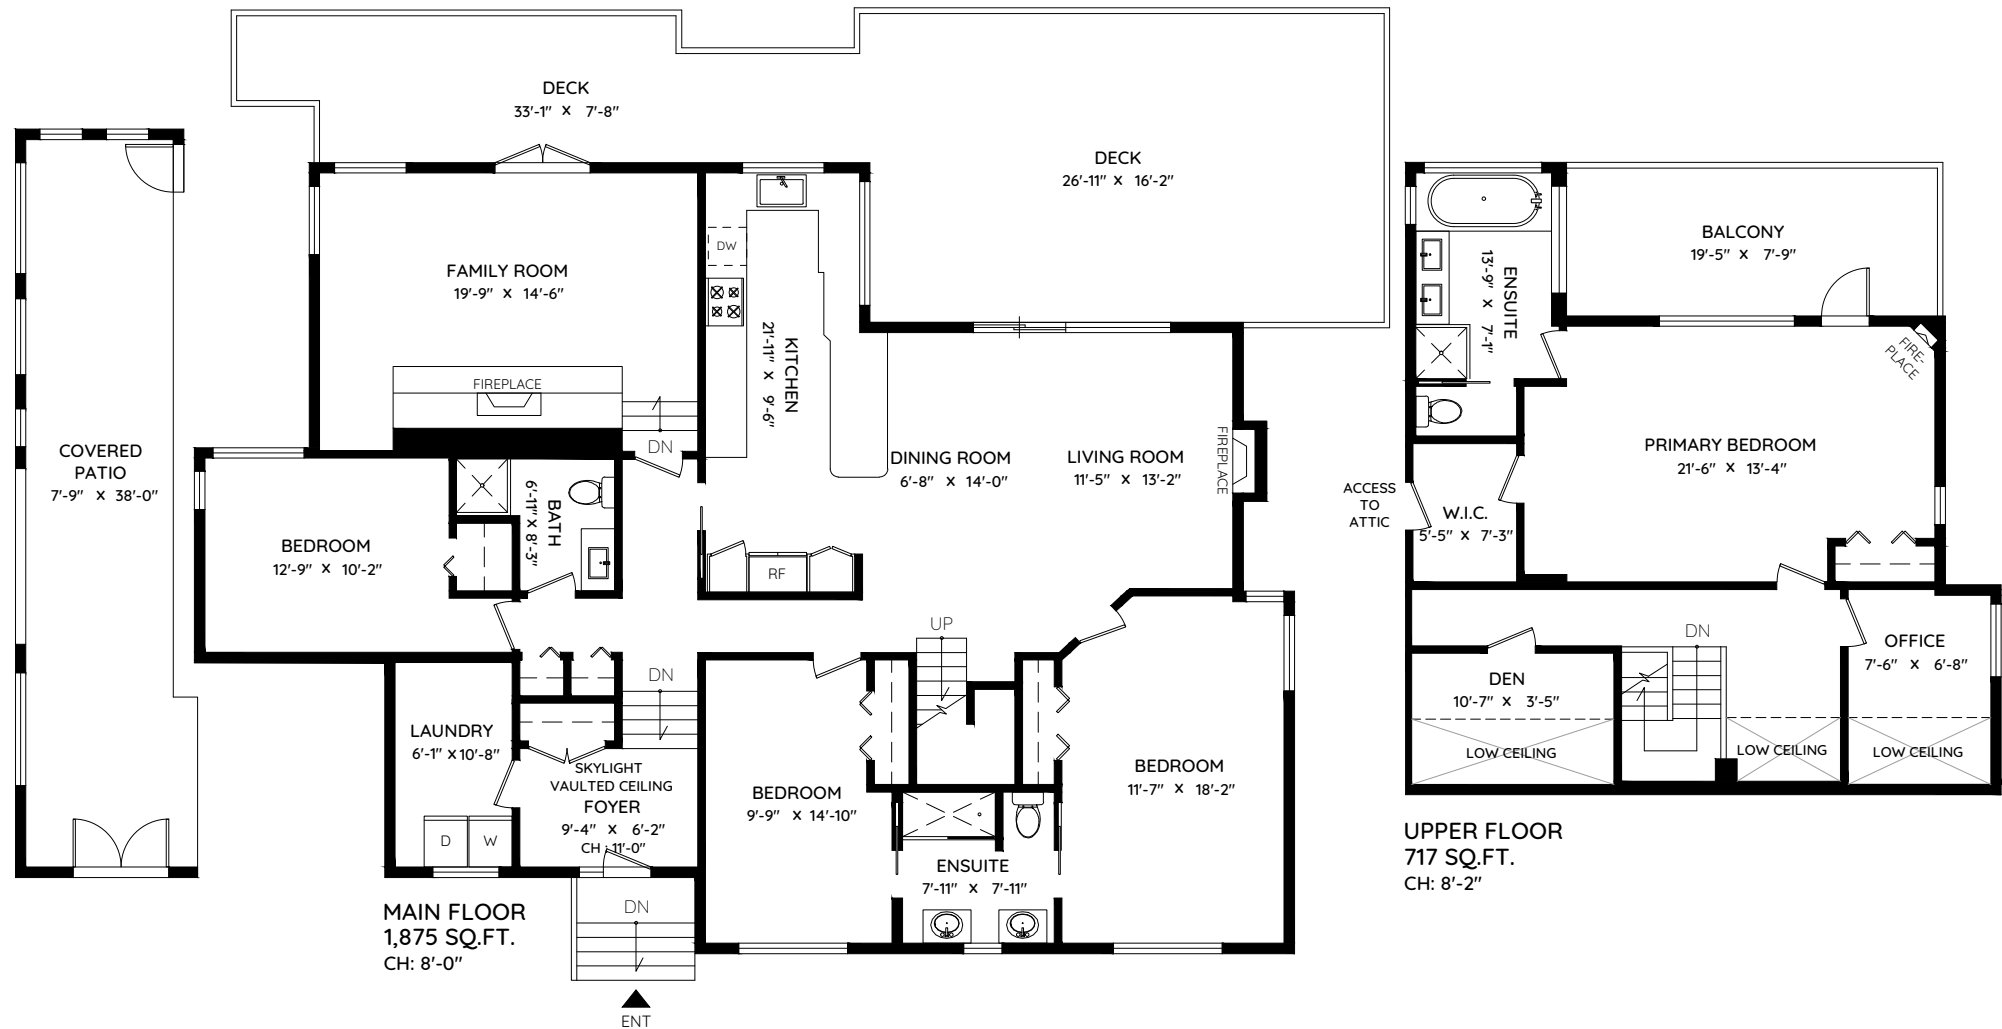 DECK
33'-1" X 7'-8"
DECK
26'-11" X 16'-2"
COVERED
PATIO
7'-9" X 38'-0"
FAMILY ROOM
19'-9" X 14'-6"
FIREPLACE
DN
DW
KITCHEN
21'-11" X 9'-6"
DINING ROOM
6'-8" X 14'-0"
LIVING ROOM
11'-5" X 13'-2"
FIREPLACE
RF
BEDROOM
12'-9" X 10'-2"
BATH
6'-11" X 8'-3"
UP
DN
LAUNDRY
6'-1" X 10'-8"
D
W
SKYLIGHT
VAULTED CEILING
FOYER
9'-4" X 6'-2"
CH : 11'-0"
BEDROOM
9'-9" X 14'-10"
ENSUITE
7'-11" X 7'-11"
BEDROOM
11'-7" X 18'-2"
DN
ENT
MAIN FLOOR
1,875 SQ.FT.
CH: 8'-0"
ENSUITE
13'-9" X 7'-1"
BALCONY
19'-5" X 7'-9"
FIRE-
PLACE
PRIMARY BEDROOM
21'-6" X 13'-4"
ACCESS
TO
ATTIC
W.I.C.
5'-5" X 7'-3"
DN
OFFICE
7'-6" X 6'-8"
DEN
10'-7" X 3'-5"
LOW CEILING
LOW CEILING
LOW CEILING
UPPER FLOOR
717 SQ.FT.
CH: 8'-2"